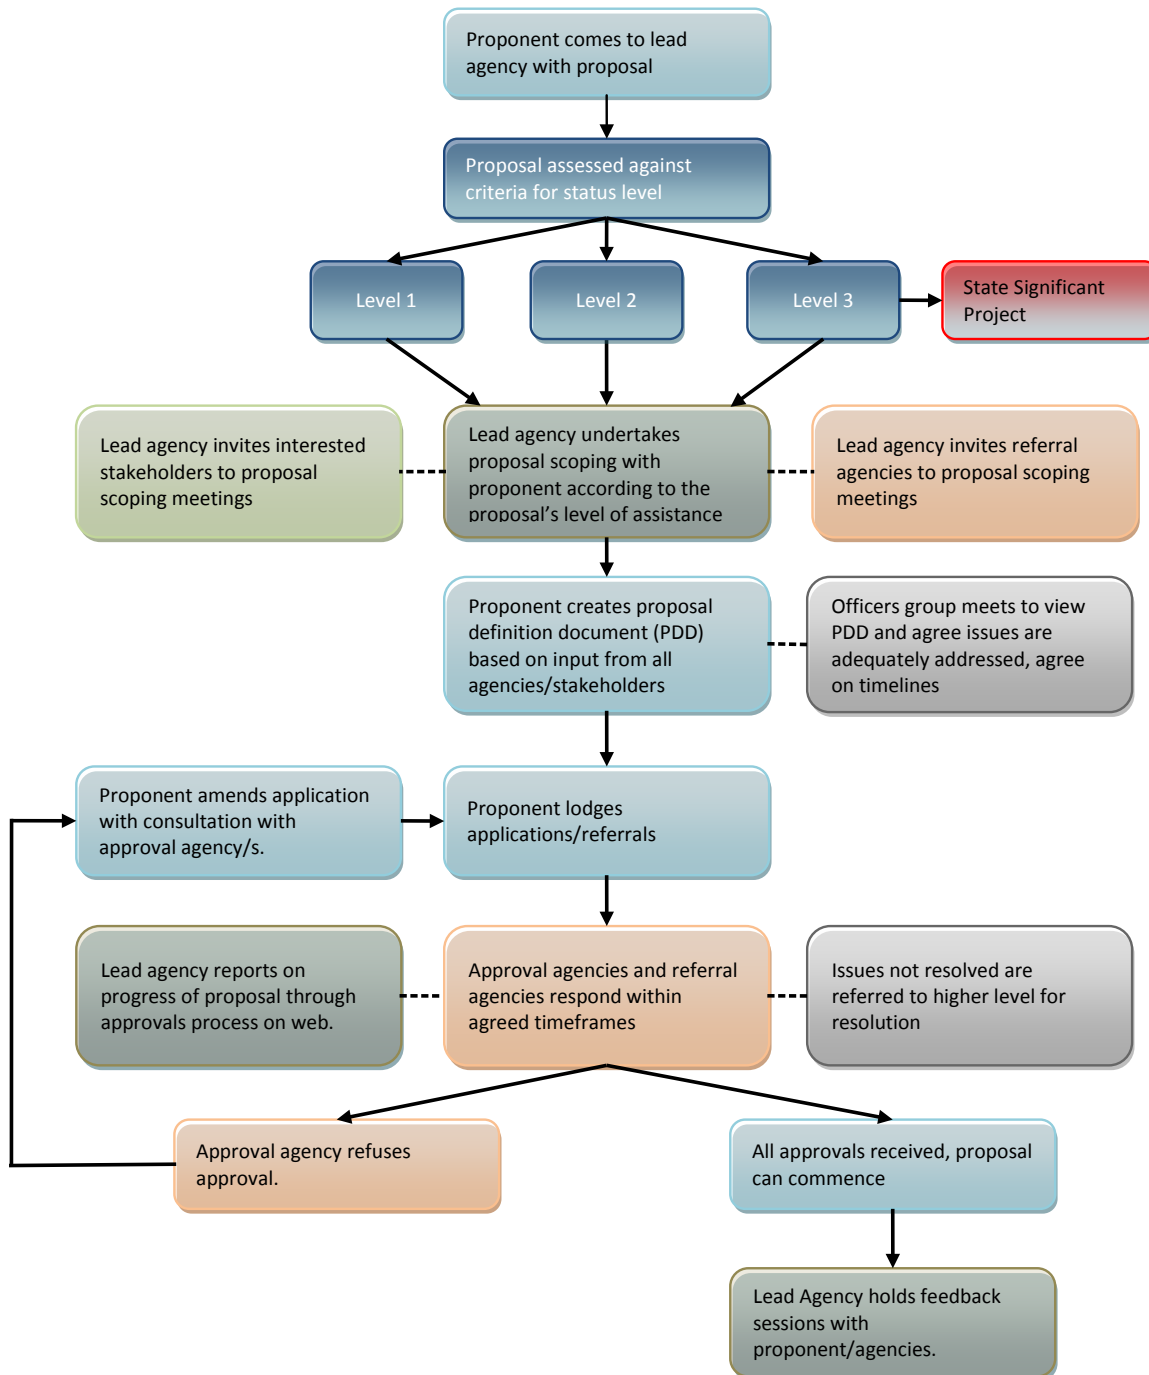 Proponent comes to lead
agency with proposal
Proposal assessed against
criteria for status level
Level 1
Level 2
Level 3
State Significant
Project
Lead agency invites interested
stakeholders to proposal
scoping meetings
Lead agency undertakes
proposal scoping with
proponent according to the
proposal's level of assistance
Lead agency invites referral
agencies to proposal scoping
meetings
Proponent creates proposal
definition document (PDD)
based on input from all
agencies/stakeholders
Officers group meets to view
PDD and agree issues are
adequately addressed, agree
on timelines
Proponent amends application
with consultation with
approval agency/s.
Proponent lodges
applications/referrals
Lead agency reports on
progress of proposal through
approvals process on web.
Approval agencies and referral
agencies respond within
agreed timeframes
Issues not resolved are
referred to higher level for
resolution
Approval agency refuses
approval.
All approvals received, proposal
can commence
Lead Agency holds feedback
sessions with
proponent/agencies.